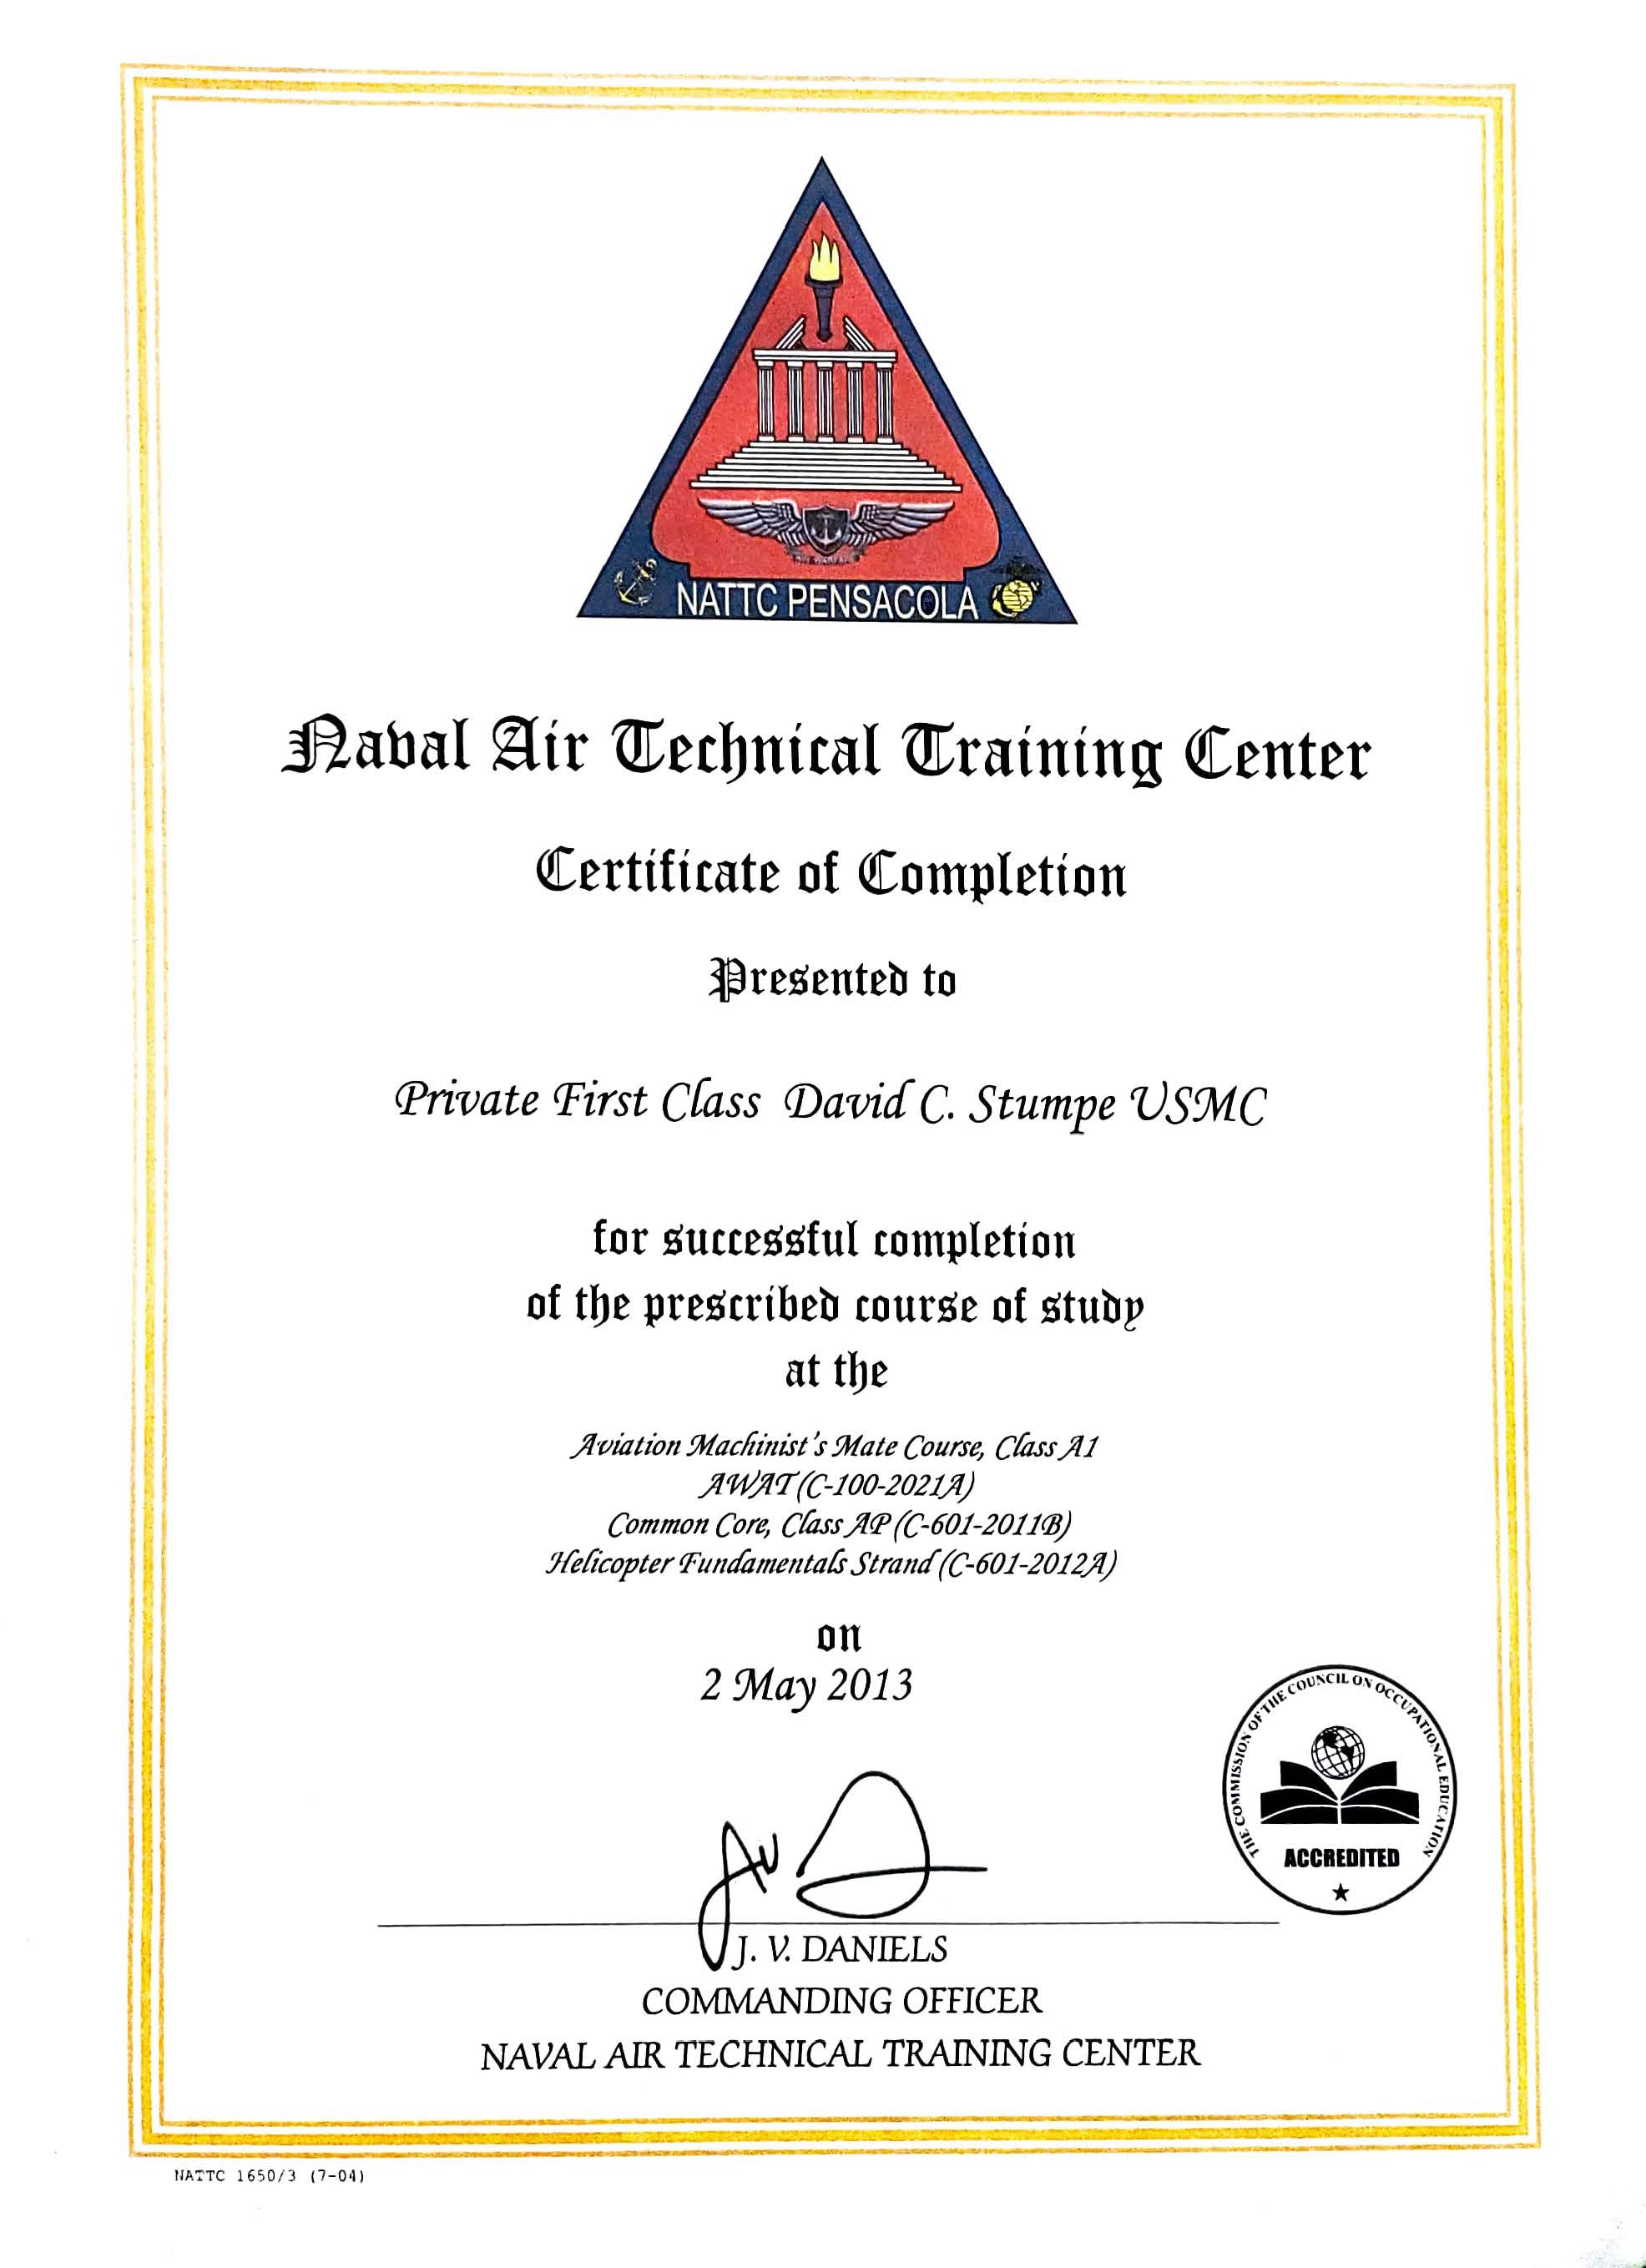 NATTC PENSACOLA
Naval Air Technical Training Center
Certificate of Completion
Presented to
Private First Class David C. Stumpe USMC
for successful completion
of the prescribed course of study
at the
Aviation Machinist's Mate Course, Class A1
AWAT (C-100-2021A)
Common Core, Class AP (C-601-2011B)
Helicopter Fundamentals Strand (C-601-2012A)
on
2 May 2013
THE COMMISSION OF THE COUNCIL ON OCCUPATIONAL EDUCATION
ACCREDITED
J. V. DANIELS
COMMANDING OFFICER
NAVAL AIR TECHNICAL TRAINING CENTER
NATTC 1650/3 (7-04)